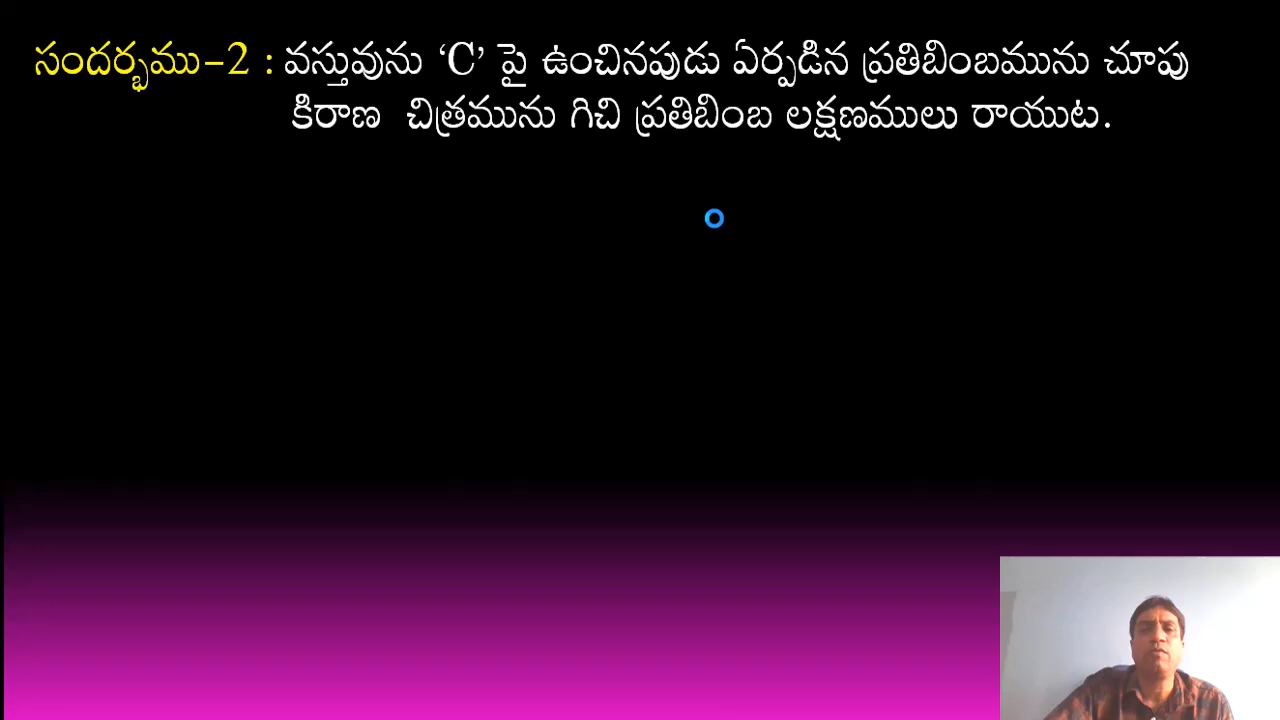 సందర్భము-2 : వస్తువును ‘C’ పై ఉంచినపుడు ఏర్పడిన ప్రతిబింబమును చూపు
కిరాణ చిత్రమును గిచి ప్రతిబింబ లక్షణములు రాయుట.